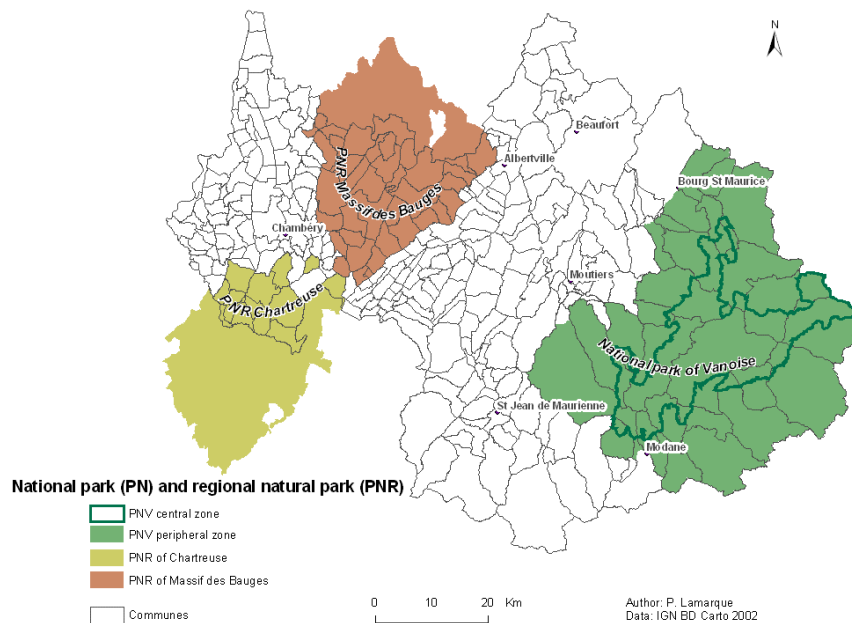 N
Beaufort
Albertville
PNR Massif des Bauges
Bourg St Maurice
Chambéry
Moutiers
PNR Chartreuse
National park of Vanoise
St Jean de Maurienne
Modane
National park (PN) and regional natural park (PNR)
PNV central zone
PNV peripheral zone
PNR of Chartreuse
PNR of Massif des Bauges
Communes
0 10 20 Km
Author: P. Lamarque
Data: IGN BD Carto 2002